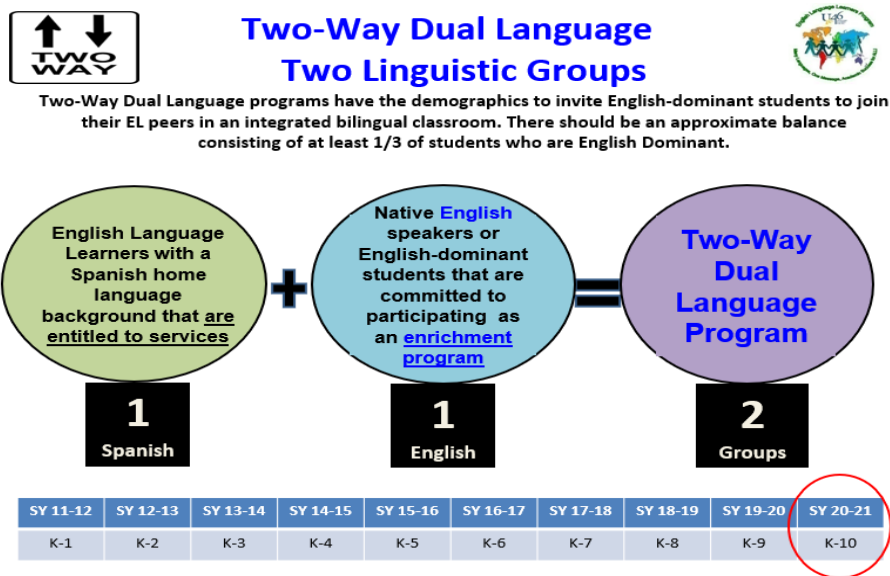 TWO
WAY
Two-Way Dual Language
Two Linguistic Groups
U46
Two-Way Dual Language programs have the demographics to invite English-dominant students to join
their EL peers in an integrated bilingual classroom. There should be an approximate balance
consisting of at least 1/3 of students who are English Dominant.
English Language
Learners with a
Spanish home
language
background that are
entitled to services
+
Native English
speakers or
English-dominant
students that are
committed to
participating as
an enrichment
program
=
Two-Way
Dual
Language
Program
1
Spanish
1
English
2
Groups
SY 11-12 SY 12-13 SY 13-14 SY 14-15 SY 15-16 SY 16-17 SY 17-18 SY 18-19 SY 19-20 SY 20-21
K-1 K-2 K-3 K-4 K-5 K-6 K-7 K-8 K-9 K-10